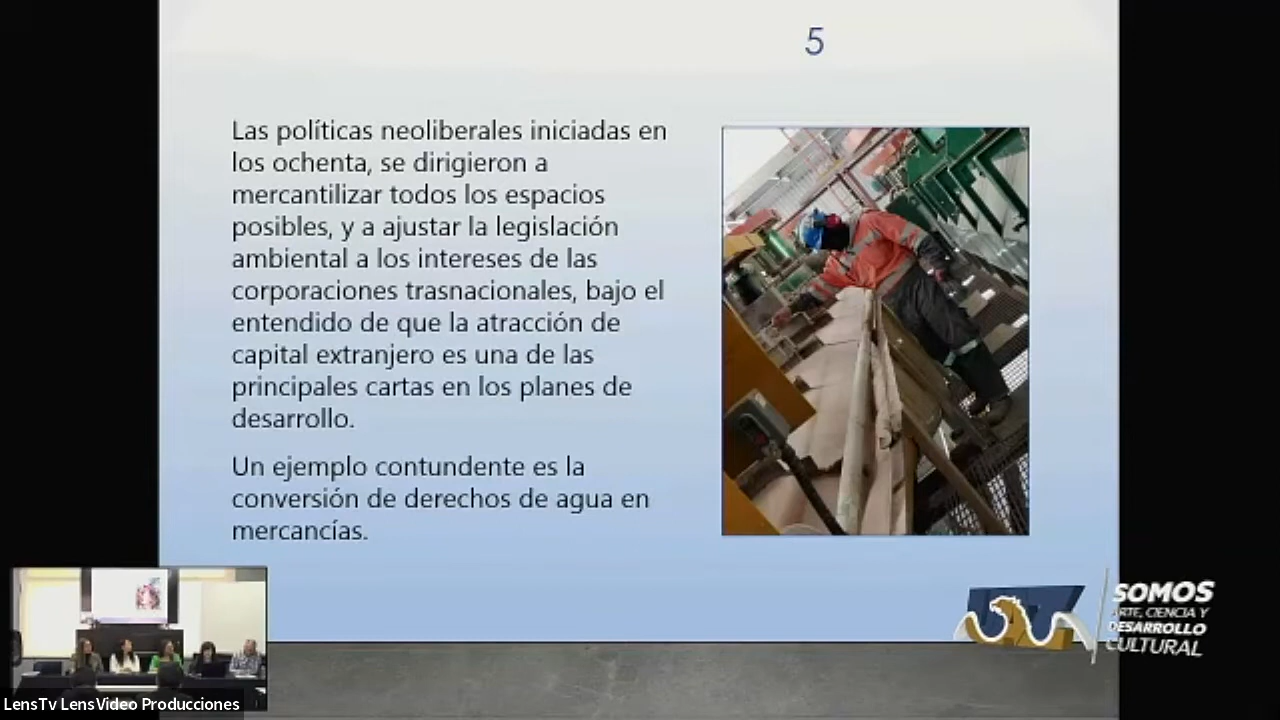 5
Las políticas neoliberales iniciadas en
los ochenta, se dirigieron a
mercantilizar todos los espacios
posibles, y a ajustar la legislación
ambiental a los intereses de las
corporaciones trasnacionales, bajo el
entendido de que la atracción de
capital extranjero es una de las
principales cartas en los planes de
desarrollo.
Un ejemplo contundente es la
conversión de derechos de agua en
mercancías.
UAZ
SOMOS
ARTE, CIENCIA Y
DESARROLLO
CULTURAL
LensTv LensVideo Producciones